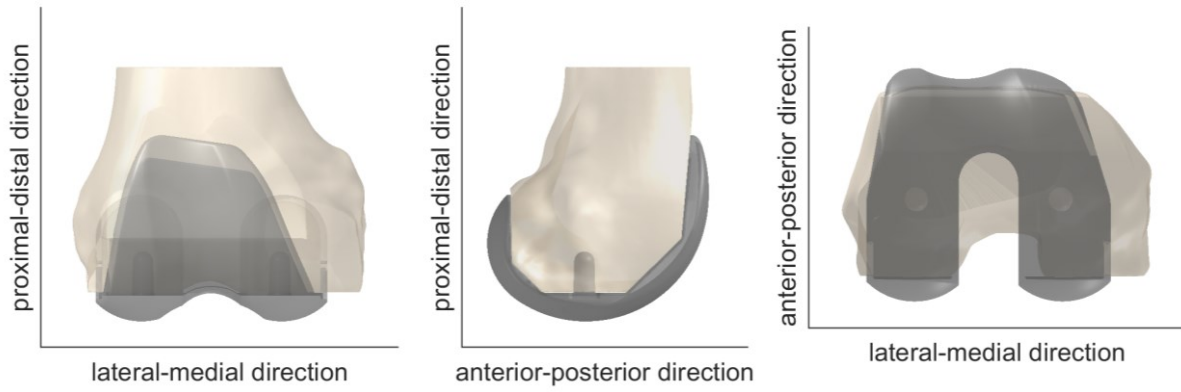 proximal-distal direction
lateral-medial direction
proximal-distal direction
anterior-posterior direction
anterior-posterior direction
lateral-medial direction